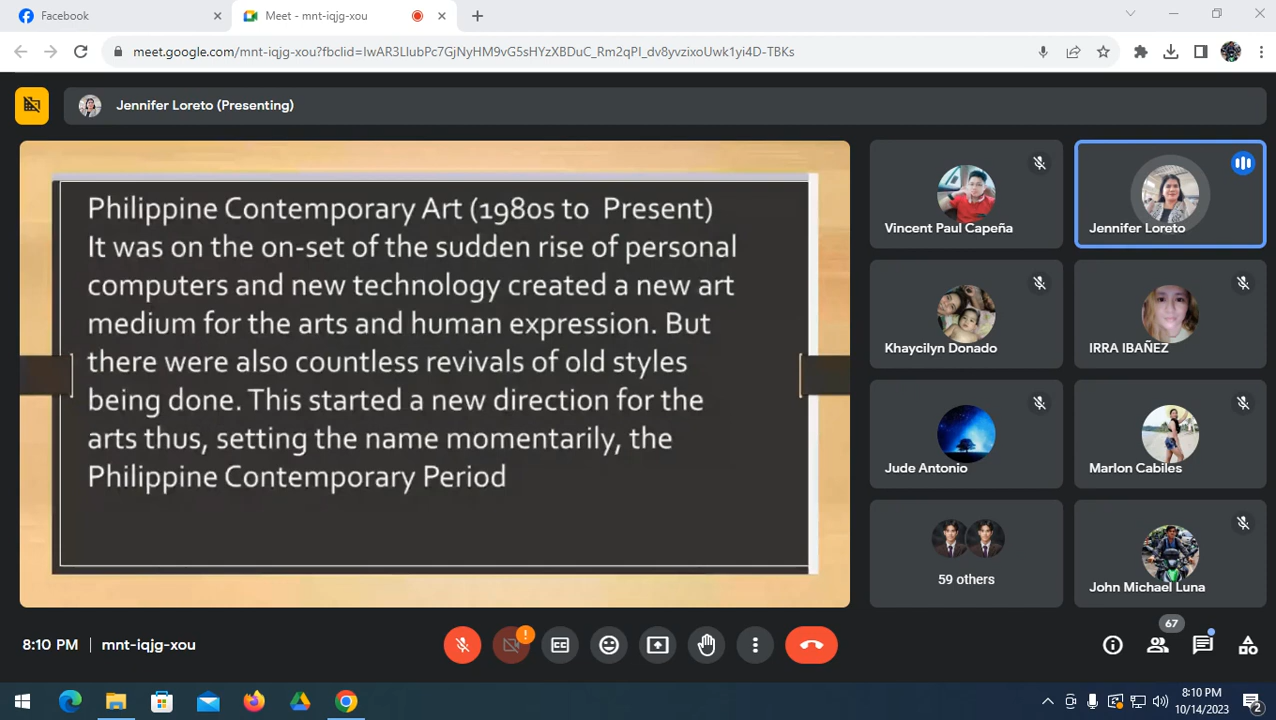 Facebook
Meet - mnt-iqjg-xou
meet.google.com/mnt-iqjg-xou?fbclid=IwAR3LIubPc7GjNyHM9vG5sHYzXBDuC_Rm2qPI_dv8yvzixoUwk1yi4D-TBKs
Jennifer Loreto (Presenting)
Philippine Contemporary Art (1980s to Present)
It was on the on-set of the sudden rise of personal
computers and new technology created a new art
medium for the arts and human expression. But
there were also countless revivals of old styles
being done. This started a new direction for the
arts thus, setting the name momentarily, the
Philippine Contemporary Period
Vincent Paul Capeña
Jennifer Loreto
Khaycilyn Donado
IRRA IBAÑEZ
Jude Antonio
Marlon Cabiles
59 others
John Michael Luna
8:10 PM | mnt-iqjg-xou
67
8:10 PM
10/14/2023
2